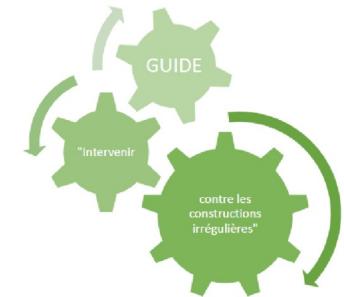 GUIDE
"Intervenir
contre les
constructions
irrégulières"